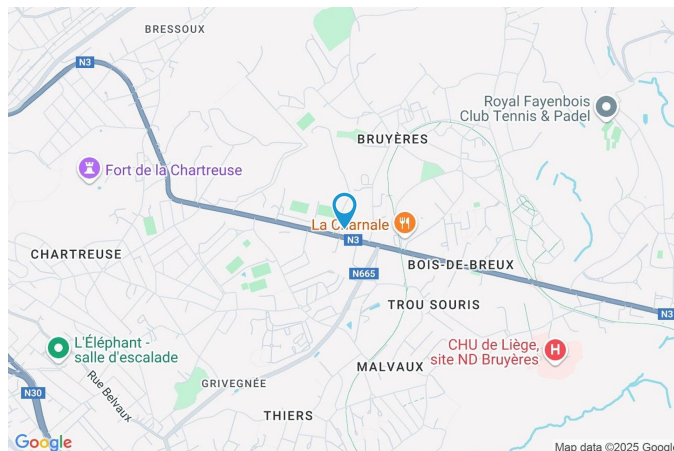 BRESSOUX
N3
Royal Fayenbois
Club Tennis & Padel
BRUYÈRES
Fort de la Chartreuse
La Charnale
N3
CHARTREUSE
BOIS-DE-BREUX
N665
TROU SOURIS
N3
L'Éléphant -
salle d'escalade
CHU de Liège,
site ND Bruyères
MALVAUX
Rue Belvaux
GRIVEGNÉE
N30
THIERS
Google
Map data ©2025 Google